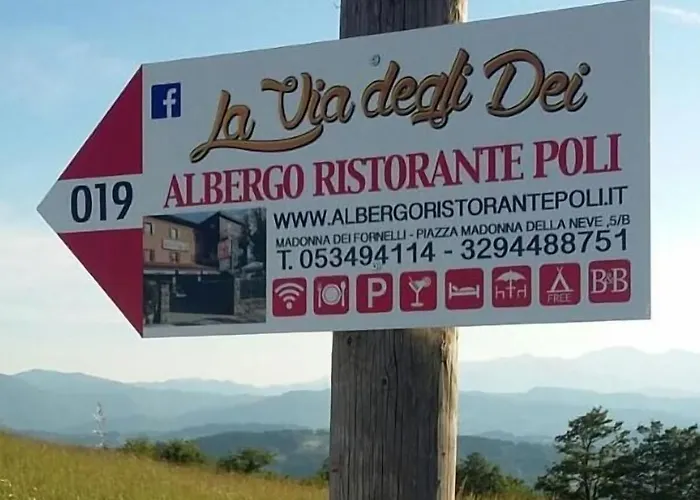 f
La Via degli Dei
ALBERGO RISTORANTE POLI
019
WWW.ALBERGORISTORANTEPOLI.IT
MADONNA DEI FORNELLI - PIAZZA MADONNA DELLA NEVE ,5/B
T. 053494114 - 3294488751
P
FREE
B&B